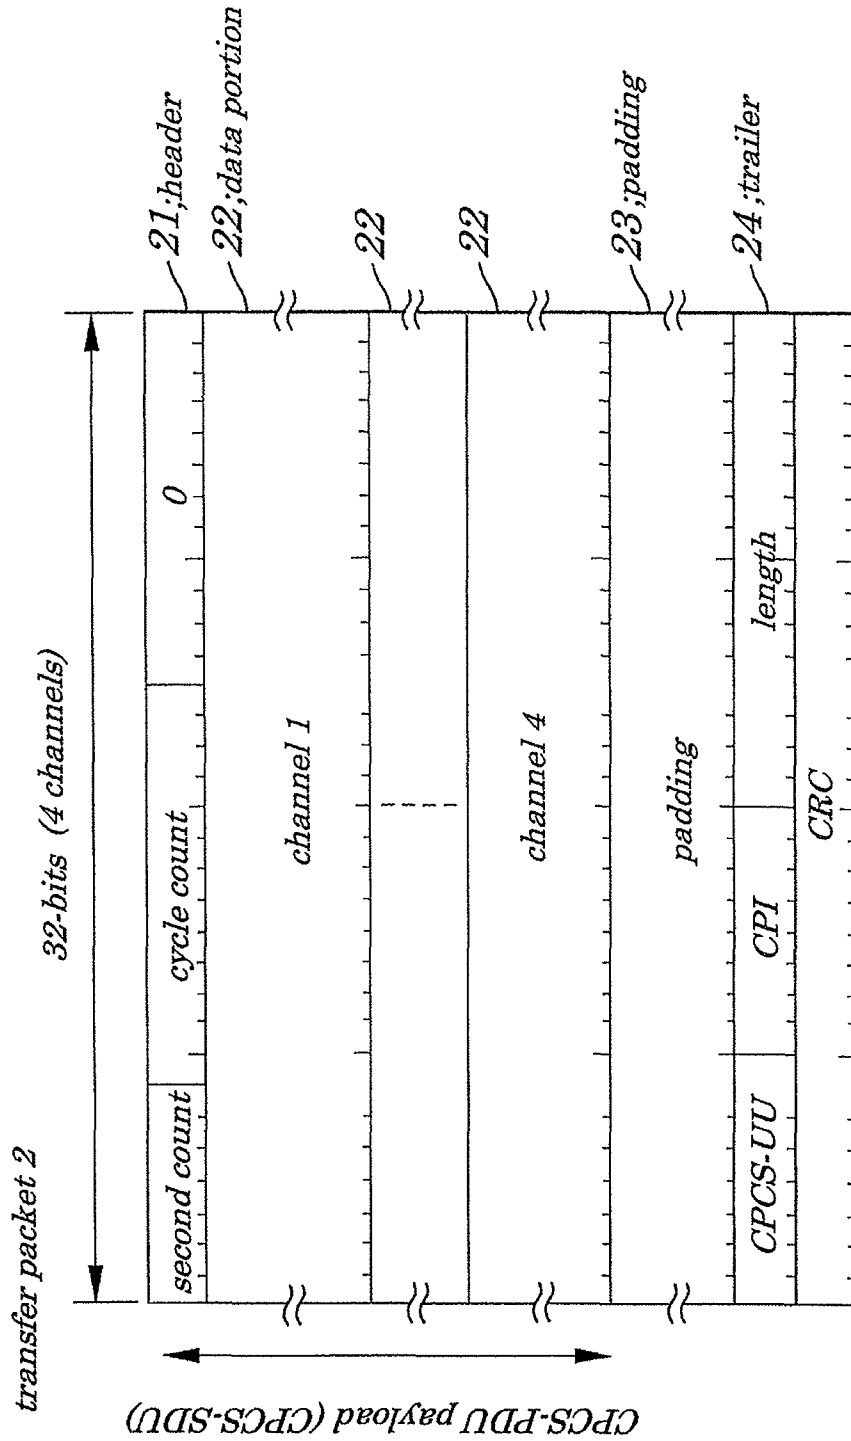 transfer packet 2
32-bits (4 channels)
second count
cycle count
0
21;header
channel 1
22;data portion
22
channel 4
22
padding
23;padding
CPCS-UU
CPI
length
24;trailer
CRC
CPCS-PDU payload (CPCS-SDU)